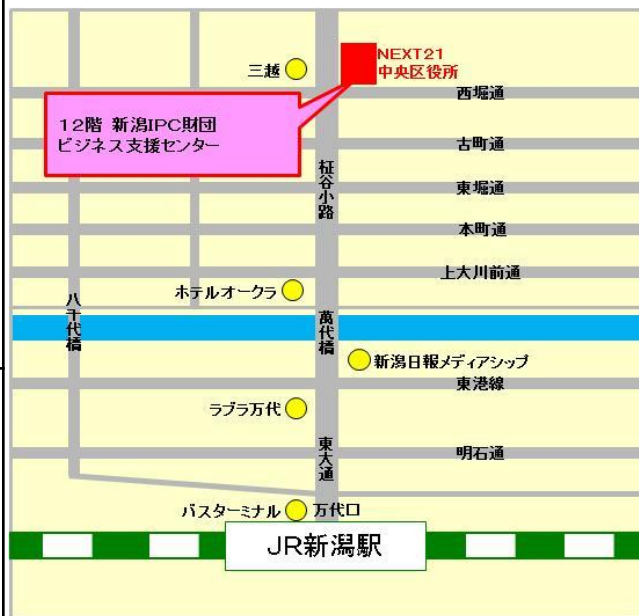 NEXT21
中央区役所
三越
西堀通
12階 新潟IPC財団
ビジネス支援センター
古町通
柾谷小路
東堀通
本町通
上大川前通
ホテルオークラ
八千代橋
萬代橋
新潟日報メディアシップ
東港線
ラブラ万代
東大通
明石通
バスターミナル
万代口
JR新潟駅